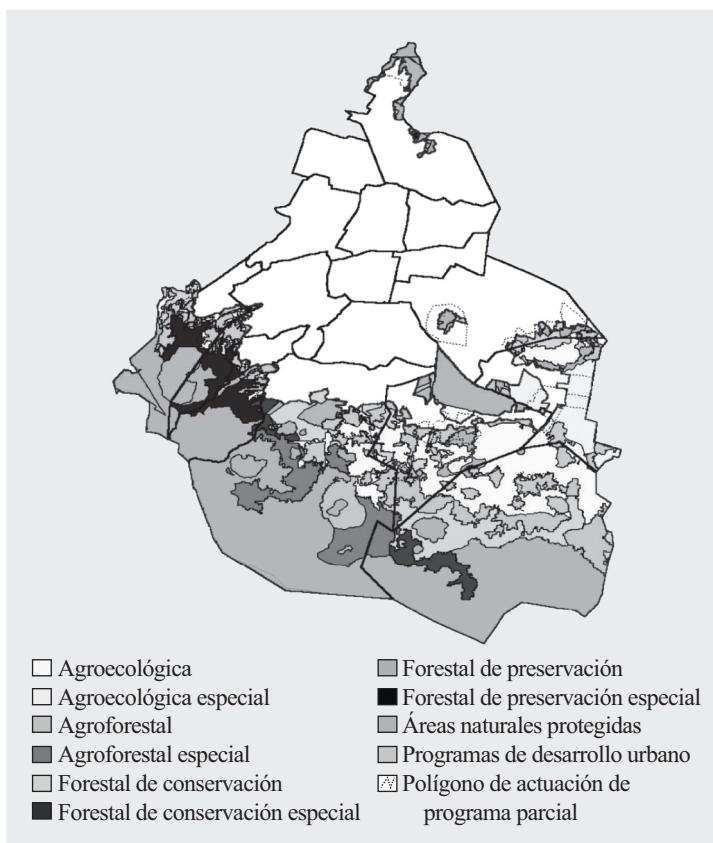 Agroecológica
Agroecológica especial
Agroforestal
Agroforestal especial
Forestal de conservación
Forestal de conservación especial
Forestal de preservación
Forestal de preservación especial
Áreas naturales protegidas
Programas de desarrollo urbano
Polígono de actuación de
programa parcial